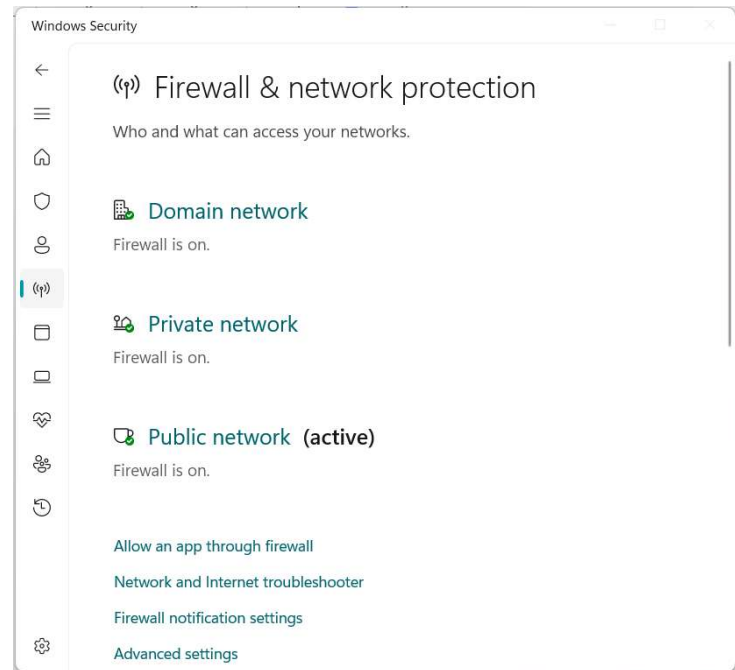 Windows Security
Firewall & network protection
Who and what can access your networks.
Domain network
Firewall is on.
Private network
Firewall is on.
Public network (active)
Firewall is on.
Allow an app through firewall
Network and Internet troubleshooter
Firewall notification settings
Advanced settings